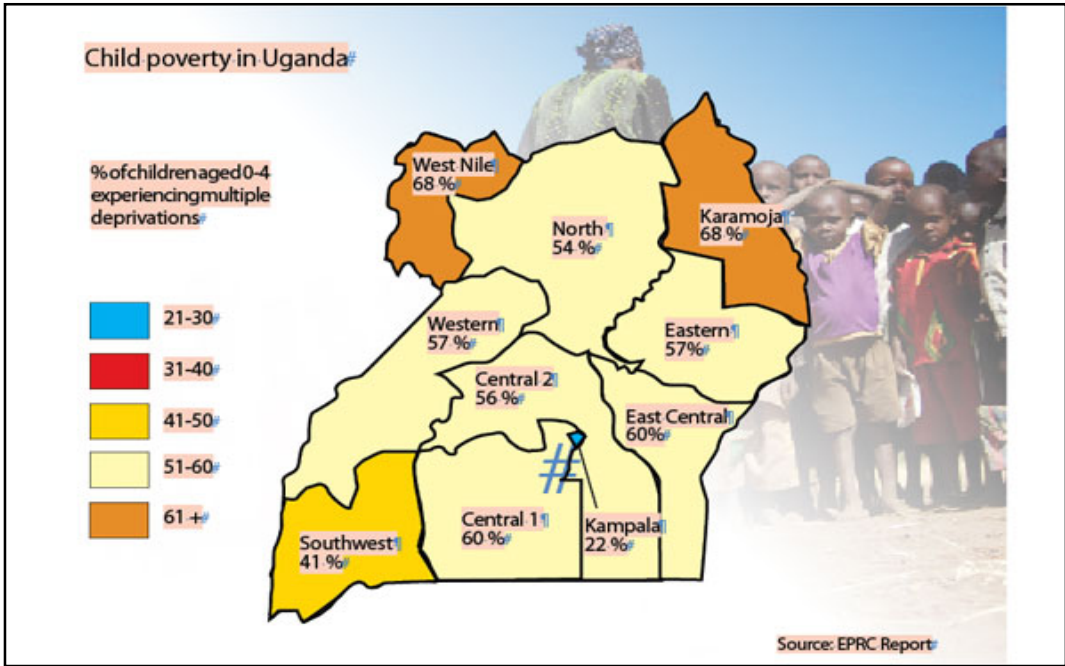 Child poverty in Uganda#
% of children aged 0-4
experiencing multiple
deprivations#
21-30#
31-40#
41-50#
51-60#
61 +#
West Nile¶
68 %#
North¶
54 %#
Karamoja¶
68 %#
Western¶
57 %#
Eastern¶
57%#
Central 2¶
56 %#
East Central¶
60%#
#
Central 1¶
60 %#
Kampala¶
22 %#
Southwest¶
41 %#
Source: EPRC Report#